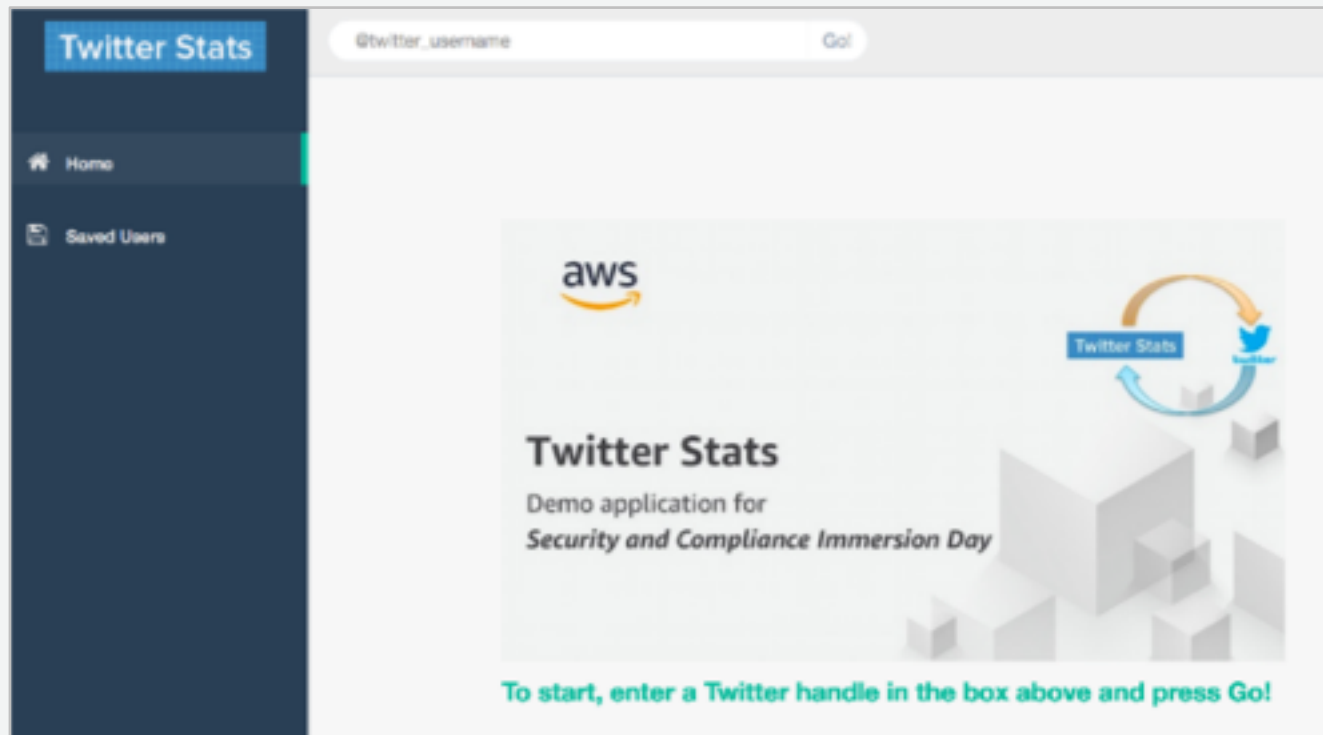 Twitter Stats
@twitter_username
Go!
Home
Saved Users
aws
Twitter Stats
twitter
Twitter Stats
Demo application for
Security and Compliance Immersion Day
To start, enter a Twitter handle in the box above and press Go!